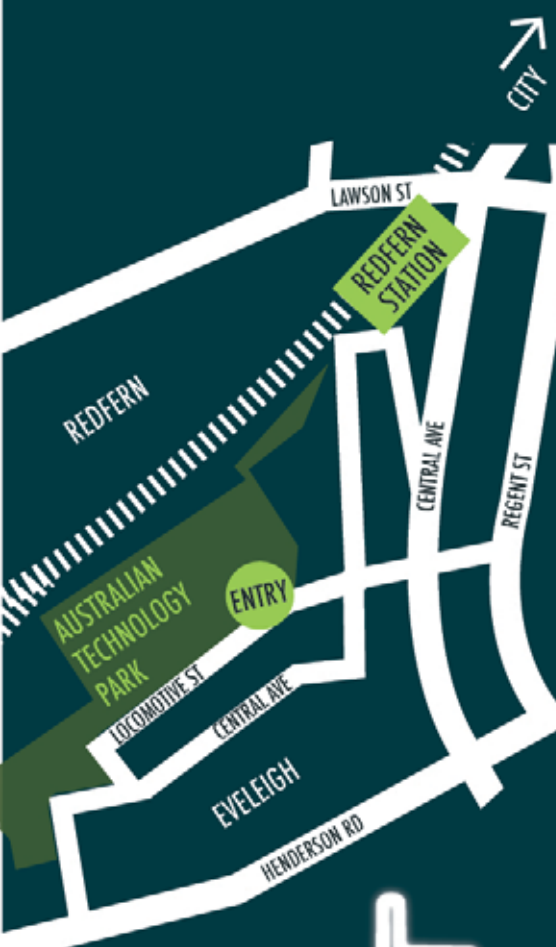 CITY
LAWSON ST
REDFERN
STATION
REDFERN
CENTRAL AVE
REGENT ST
AUSTRALIAN
TECHNOLOGY
PARK
ENTRY
LOCOMOTIVE ST
CENTRAL AVE
EVELEIGH
HENDERSON RD